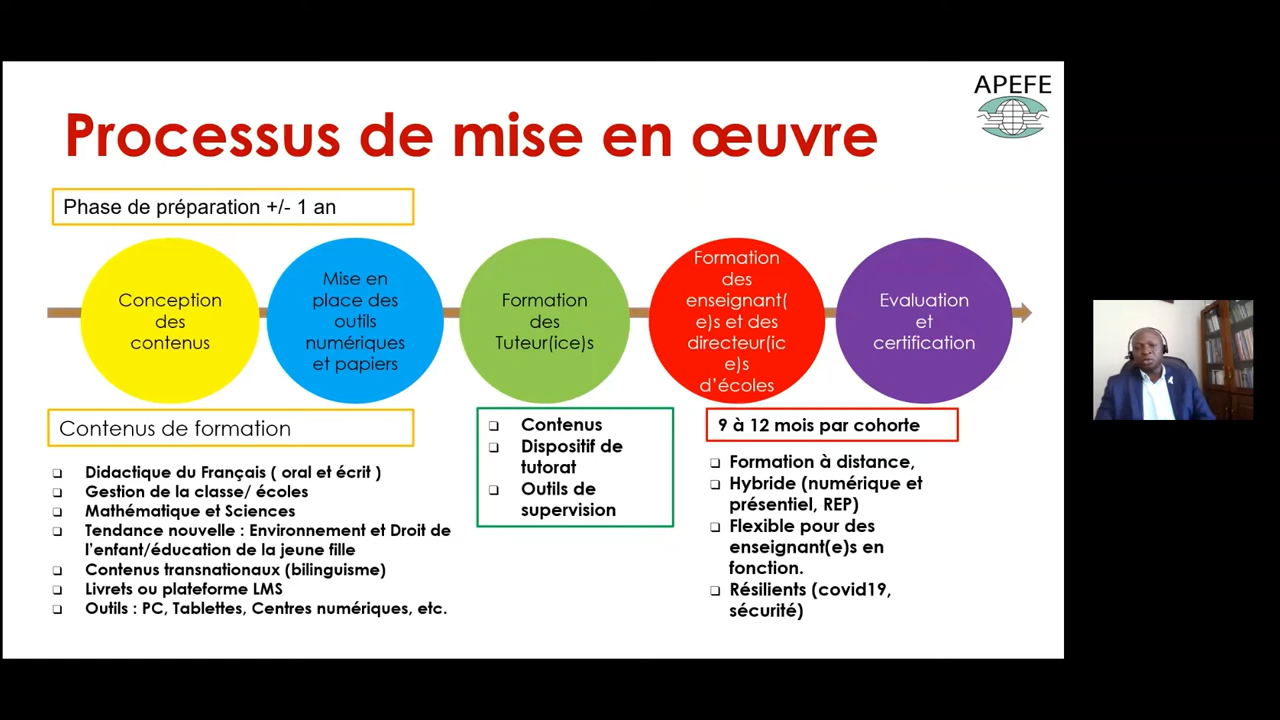 APEFE
Processus de mise en œuvre
Phase de préparation +/- 1 an
Conception
des
contenus
Mise en
place des
outils
numériques
et papiers
Formation
des
Tuteur(ice)s
Formation
des
enseignant(
e)s et des
directeur(ic
e)s
d'écoles
Evaluation
et
certification
Contenus de formation
❑ Didactique du Français ( oral et écrit )
❑ Gestion de la classe/ écoles
❑ Mathématique et Sciences
❑ Tendance nouvelle : Environnement et Droit de
l'enfant/éducation de la jeune fille
❑ Contenus transnationaux (bilinguisme)
❑ Livrets ou plateforme LMS
❑ Outils : PC, Tablettes, Centres numériques, etc.
❑ Contenus
❑ Dispositif de
tutorat
❑ Outils de
supervision
9 à 12 mois par cohorte
❑ Formation à distance,
❑ Hybride (numérique et
présentiel, REP)
❑ Flexible pour des
enseignant(e)s en
fonction.
❑ Résilients (covid19,
sécurité)